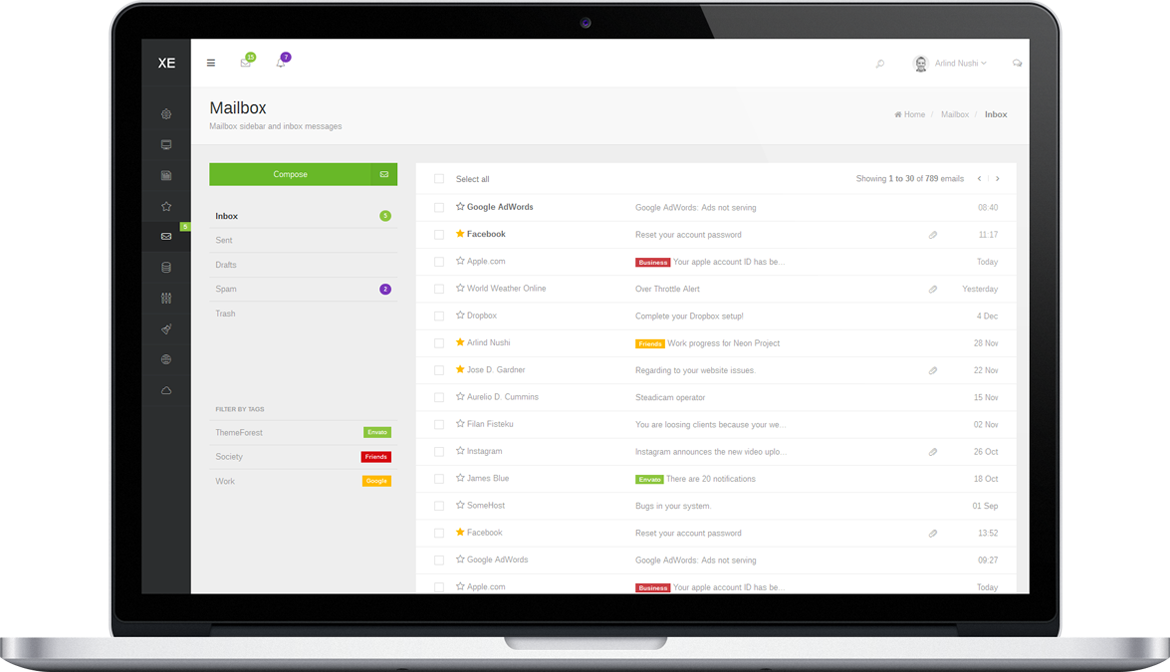 XE
15
7
Arlind Nushi
Mailbox
Mailbox sidebar and inbox messages
Home / Mailbox / Inbox
5
Compose
Inbox
Sent
Drafts
Spam 2
Trash
FILTER BY TAGS
ThemeForest Envato
Society Friends
Work Google
Select all Showing 1 to 30 of 789 emails
Google AdWords Google AdWords: Ads not serving 08:40
Facebook Reset your account password 11:17
Apple.com Business Your apple account ID has be... Today
World Weather Online Over Throttle Alert Yesterday
Dropbox Complete your Dropbox setup! 4 Dec
Arlind Nushi Friends Work progress for Neon Project 28 Nov
Jose D. Gardner Regarding to your website issues. 22 Nov
Aurelio D. Cummins Steadicam operator 15 Nov
Filan Fisteku You are loosing clients because your we... 02 Nov
Instagram Instagram announces the new video uplo... 26 Oct
James Blue Envato There are 20 notifications 18 Oct
SomeHost Bugs in your system. 01 Sep
Facebook Reset your account password 13:52
Google AdWords Google AdWords: Ads not serving 09:27
Apple.com Business Your apple account ID has be... Today